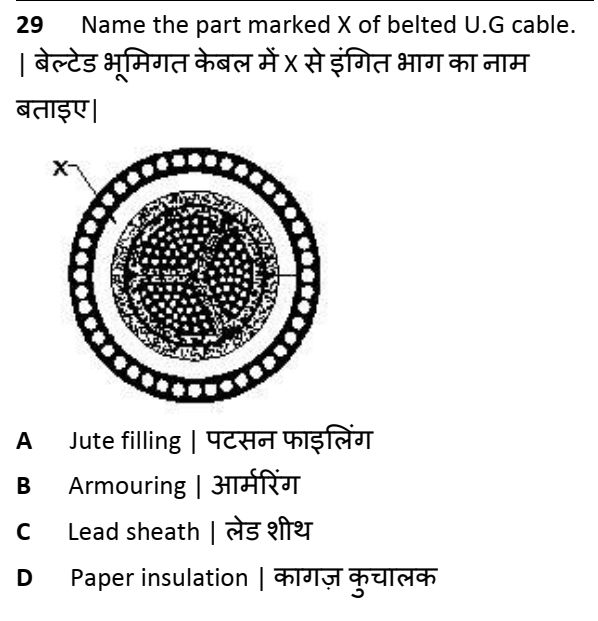 29 Name the part marked X of belted U.G cable.
| बेल्टेड भूमिगत केबल में X से इंगित भाग का नाम
बताइए|
X
A Jute filling | पटसन फाइलिंग
B Armouring | आर्मरिंग
C Lead sheath | लेड शीथ
D Paper insulation | कागज़ कुचालक